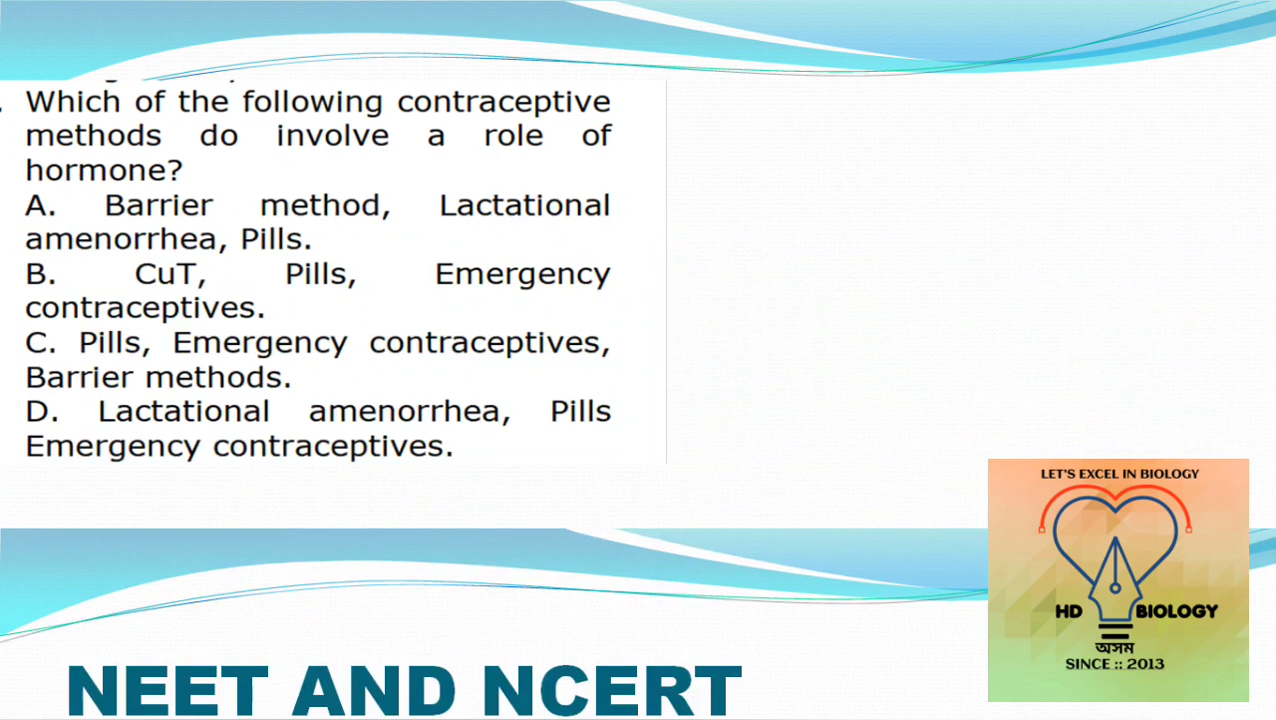 . Which of the following contraceptive
methods do involve a role of
hormone?
A. Barrier method, Lactational
amenorrhea, Pills.
B. CuT, Pills, Emergency
contraceptives.
C. Pills, Emergency contraceptives,
Barrier methods.
D. Lactational amenorrhea, Pills
Emergency contraceptives.
LET'S EXCEL IN BIOLOGY
HD BIOLOGY
অসম
SINCE :: 2013
NEET AND NCERT